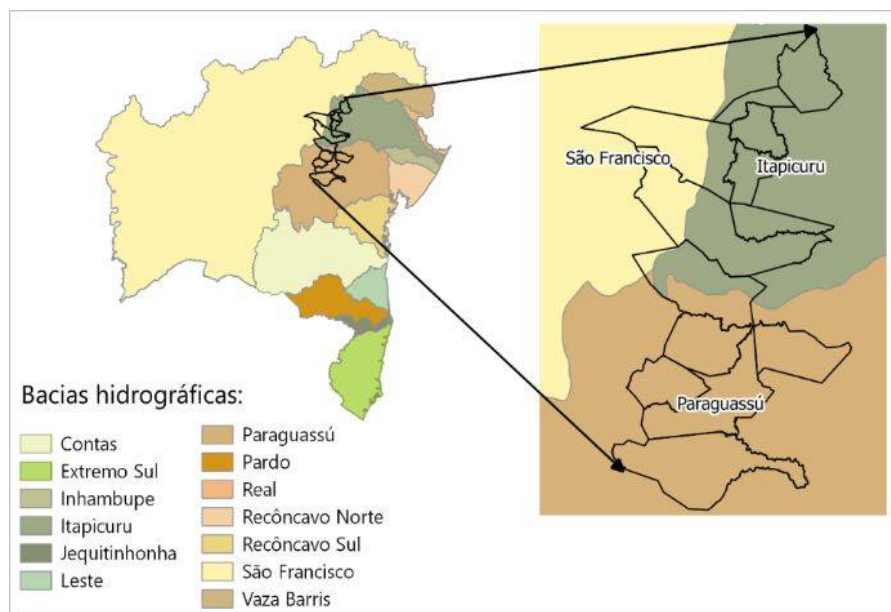 São Francisco
Itapicuru
Paraguassú
Bacias hidrográficas:
Contas
Extremo Sul
Inhambupe
Itapicuru
Jequitinhonha
Leste
Paraguassú
Pardo
Real
Recôncavo Norte
Recôncavo Sul
São Francisco
Vaza Barris